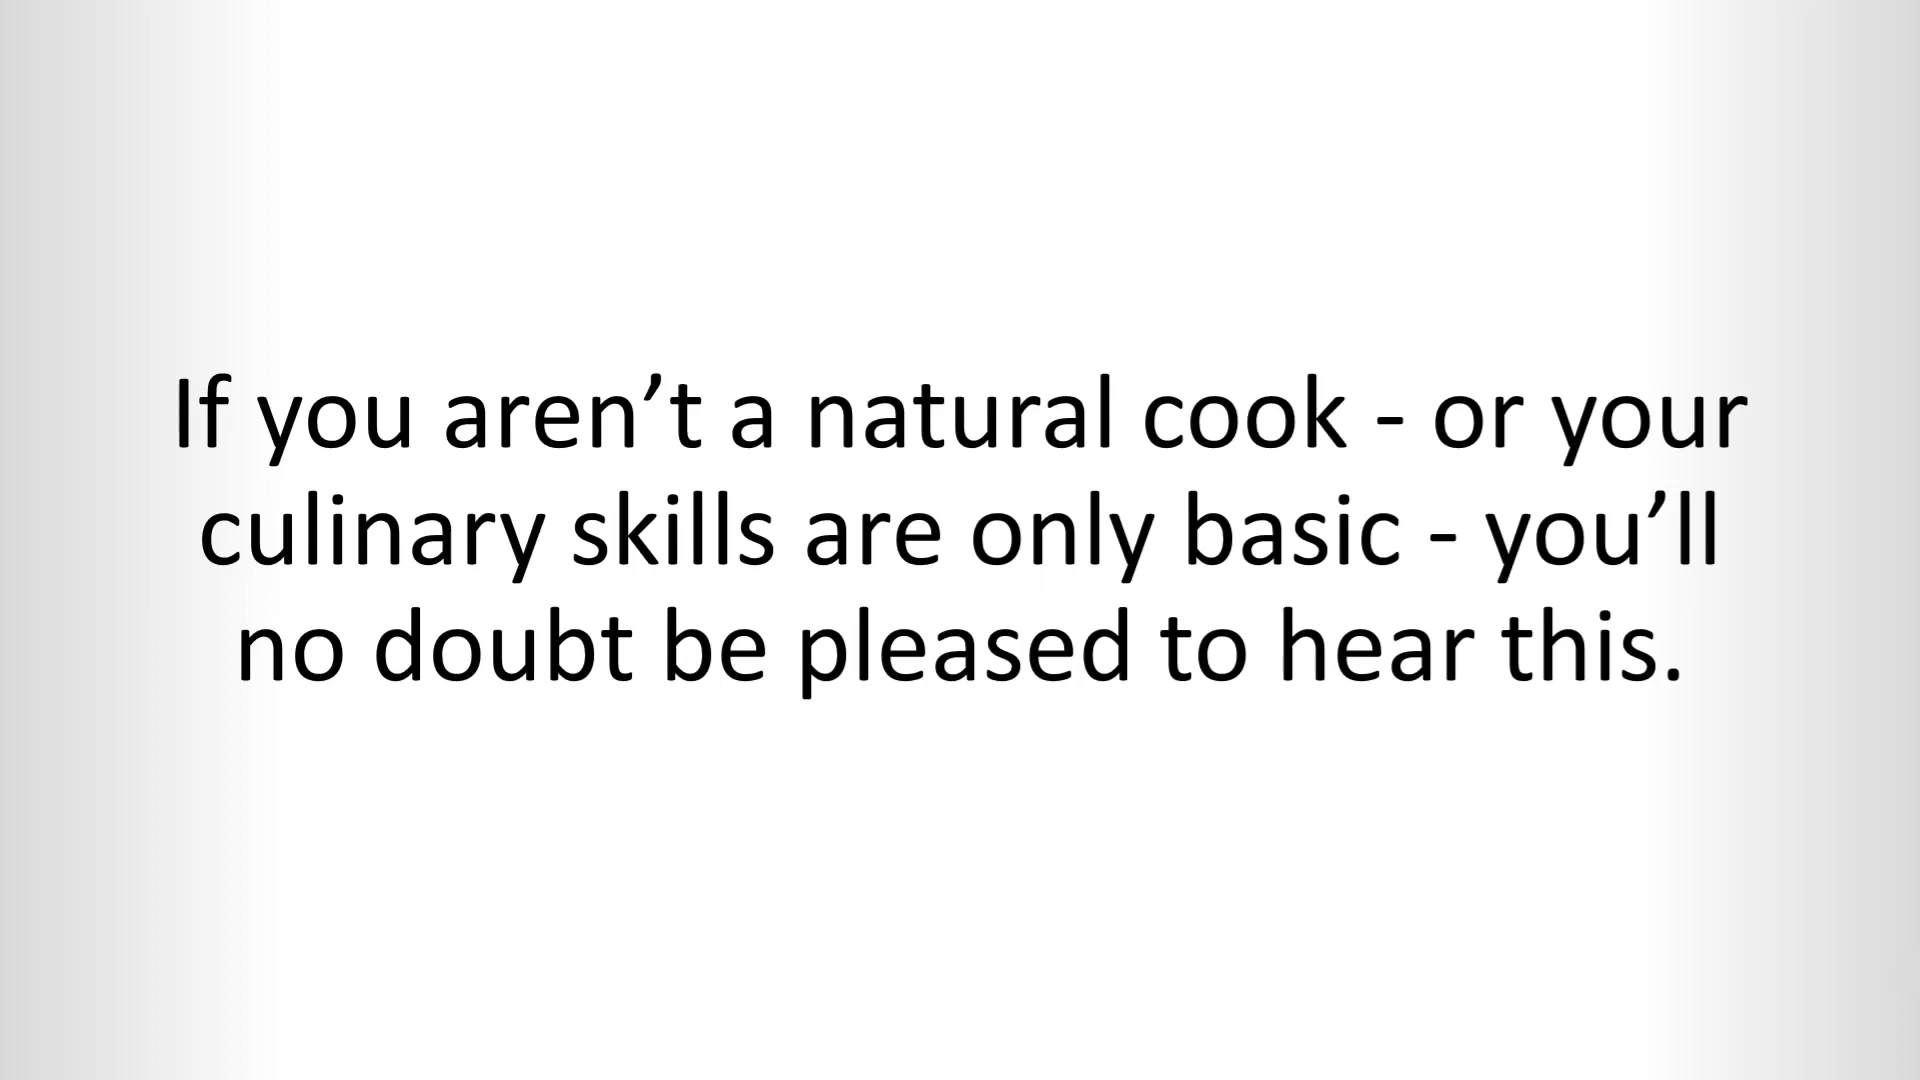 If you aren’t a natural cook - or your
culinary skills are only basic - you’ll
no doubt be pleased to hear this.